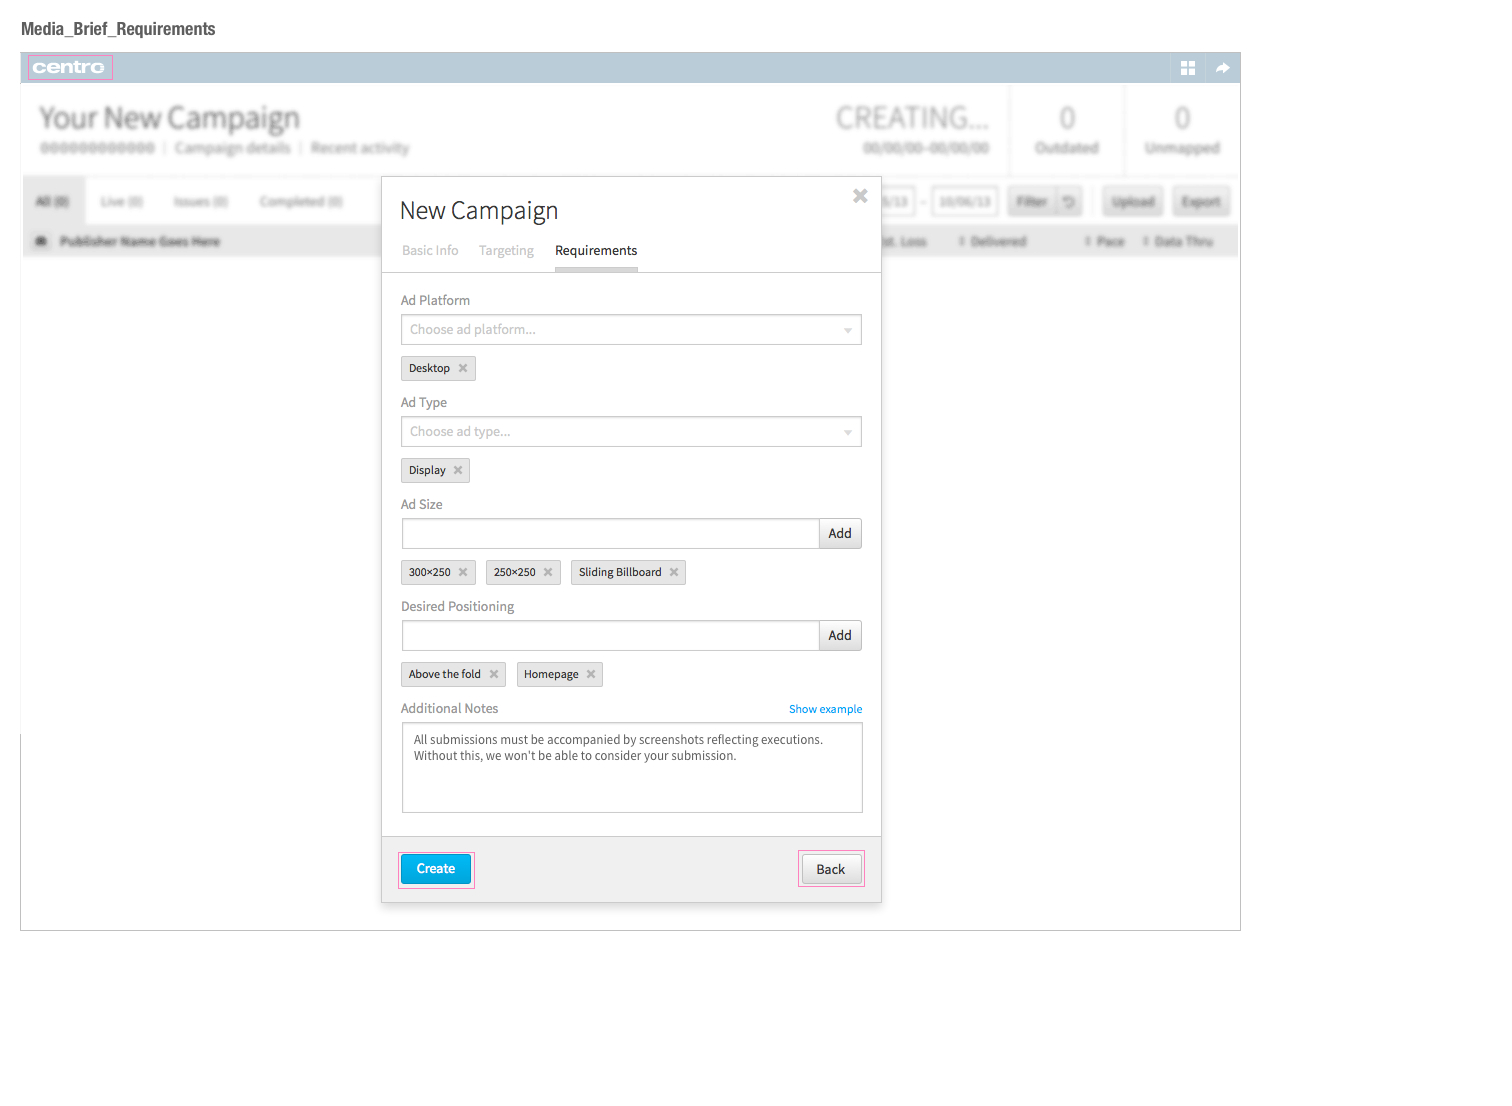 Media_Brief_Requirements
centro
Your New Campaign
CREATING...
0
0
000000000000 | Campaign details | Recent activity
00/00/00–00/00/00
Outdated
Unmapped
All (0)
Live (0)
Issues (0)
Completed (0)
5/13 - 10/06/13
Filter
Upload
Export
Publisher Name Goes Here
st. Loss
Delivered
Pace
Data Thru
New Campaign
Basic Info
Targeting
Requirements
Ad Platform
Choose ad platform...
Desktop
Ad Type
Choose ad type...
Display
Ad Size
Add
300×250
250×250
Sliding Billboard
Desired Positioning
Add
Above the fold
Homepage
Additional Notes
Show example
All submissions must be accompanied by screenshots reflecting executions.
Without this, we won't be able to consider your submission.
Create
Back